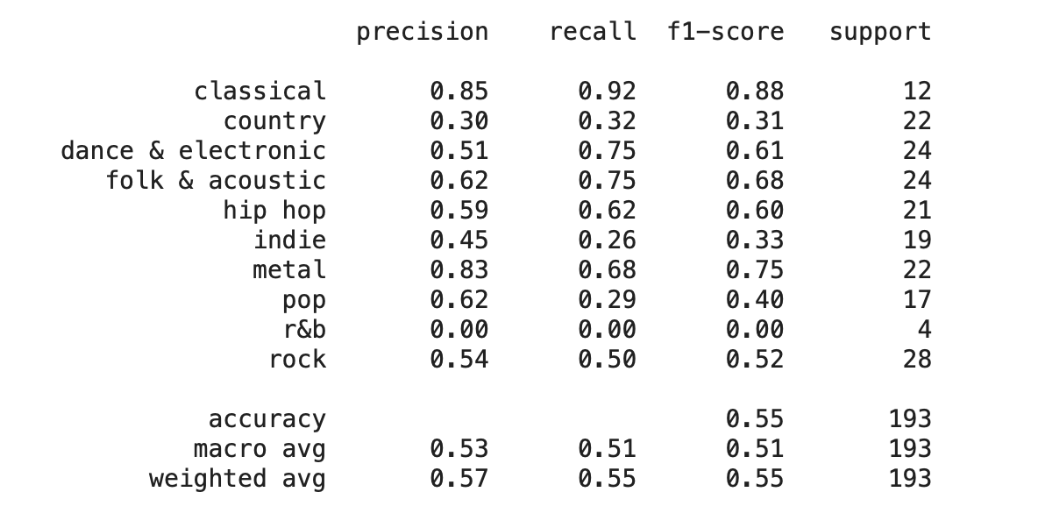 precision recall f1-score support
classical 0.85 0.92 0.88 12
country 0.30 0.32 0.31 22
dance & electronic 0.51 0.75 0.61 24
folk & acoustic 0.62 0.75 0.68 24
hip hop 0.59 0.62 0.60 21
indie 0.45 0.26 0.33 19
metal 0.83 0.68 0.75 22
pop 0.62 0.29 0.40 17
r&b 0.00 0.00 0.00 4
rock 0.54 0.50 0.52 28
accuracy 0.55 193
macro avg 0.53 0.51 0.51 193
weighted avg 0.57 0.55 0.55 193